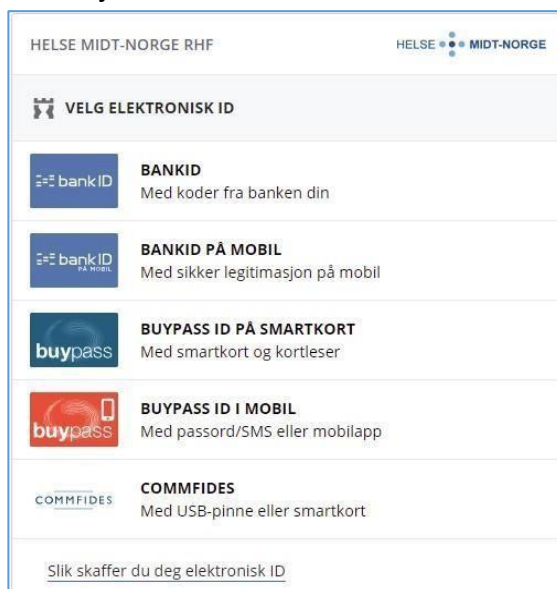 HELSE MIDT-NORGE RHF
HELSE MIDT-NORGE
VELG ELEKTRONISK ID
bankID
BANKID
Med koder fra banken din
bankID
PÅ MOBIL
BANKID PÅ MOBIL
Med sikker legitimasjon på mobil
buypass
BUYPASS ID PÅ SMARTKORT
Med smartkort og kortleser
buypass
BUYPASS ID I MOBIL
Med passord/SMS eller mobilapp
COMMFIDES
COMMFIDES
Med USB-pinne eller smartkort
Slik skaffer du deg elektronisk ID